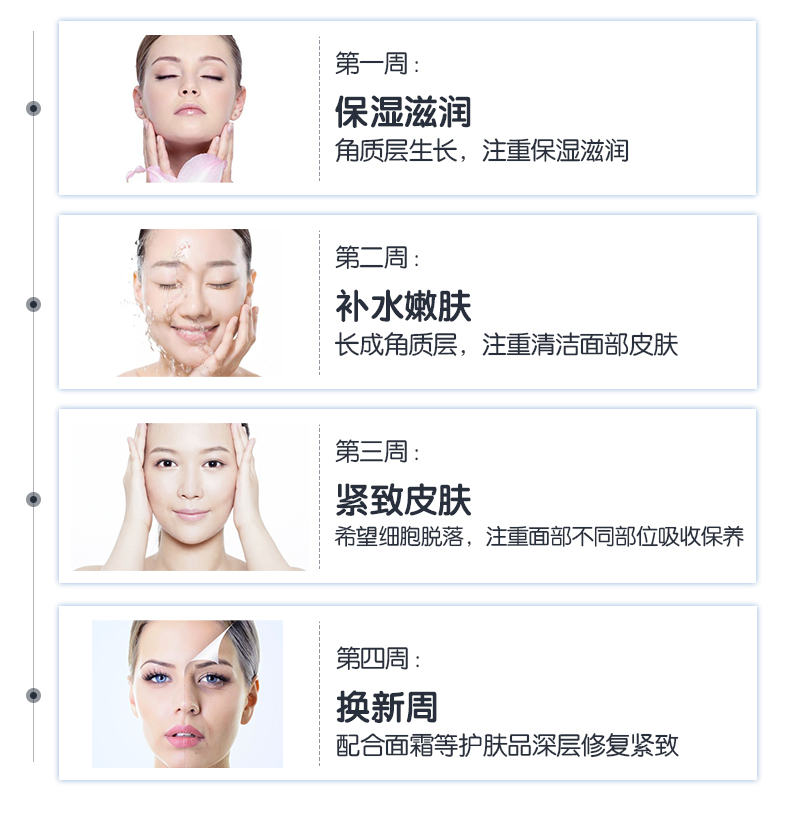 第一周：
保湿滋润
角质层生长，注重保湿滋润
第二周：
补水嫩肤
长成角质层，注重清洁面部皮肤
第三周：
紧致皮肤
希望细胞脱落，注重面部不同部位吸收保养
第四周：
换新周
配合面霜等护肤品深层修复紧致